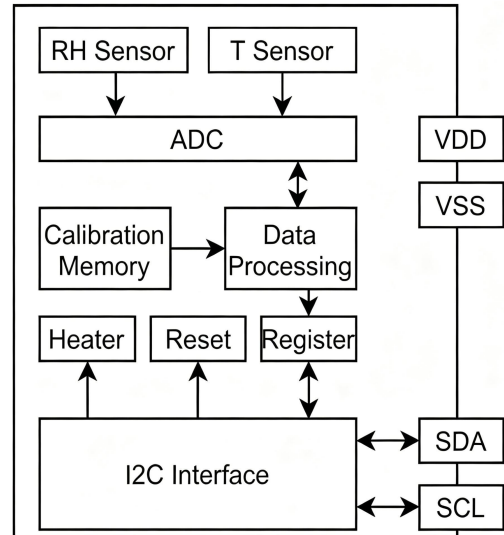 RH Sensor
T Sensor
ADC
VDD
VSS
Calibration
Memory
Data
Processing
Heater
Reset
Register
I2C Interface
SDA
SCL